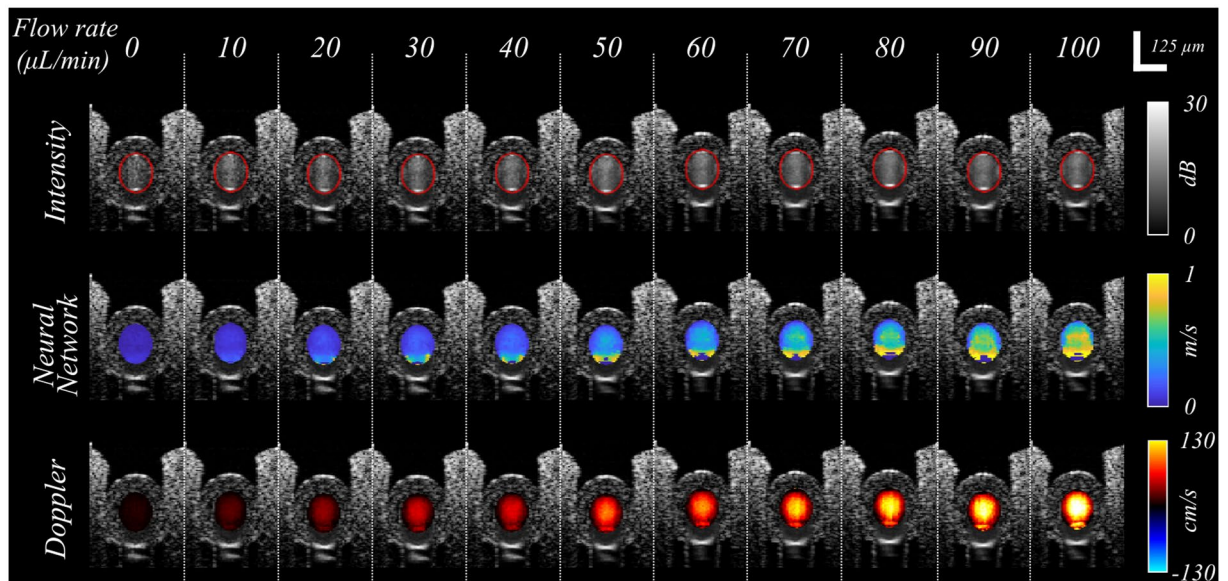 Flow rate
(μL/min)
0 10 20 30 40 50 60 70 80 90 100
125 μm
Intensity
30
dB
0
Neural
Network
1
m/s
0
Doppler
130
cm/s
-130